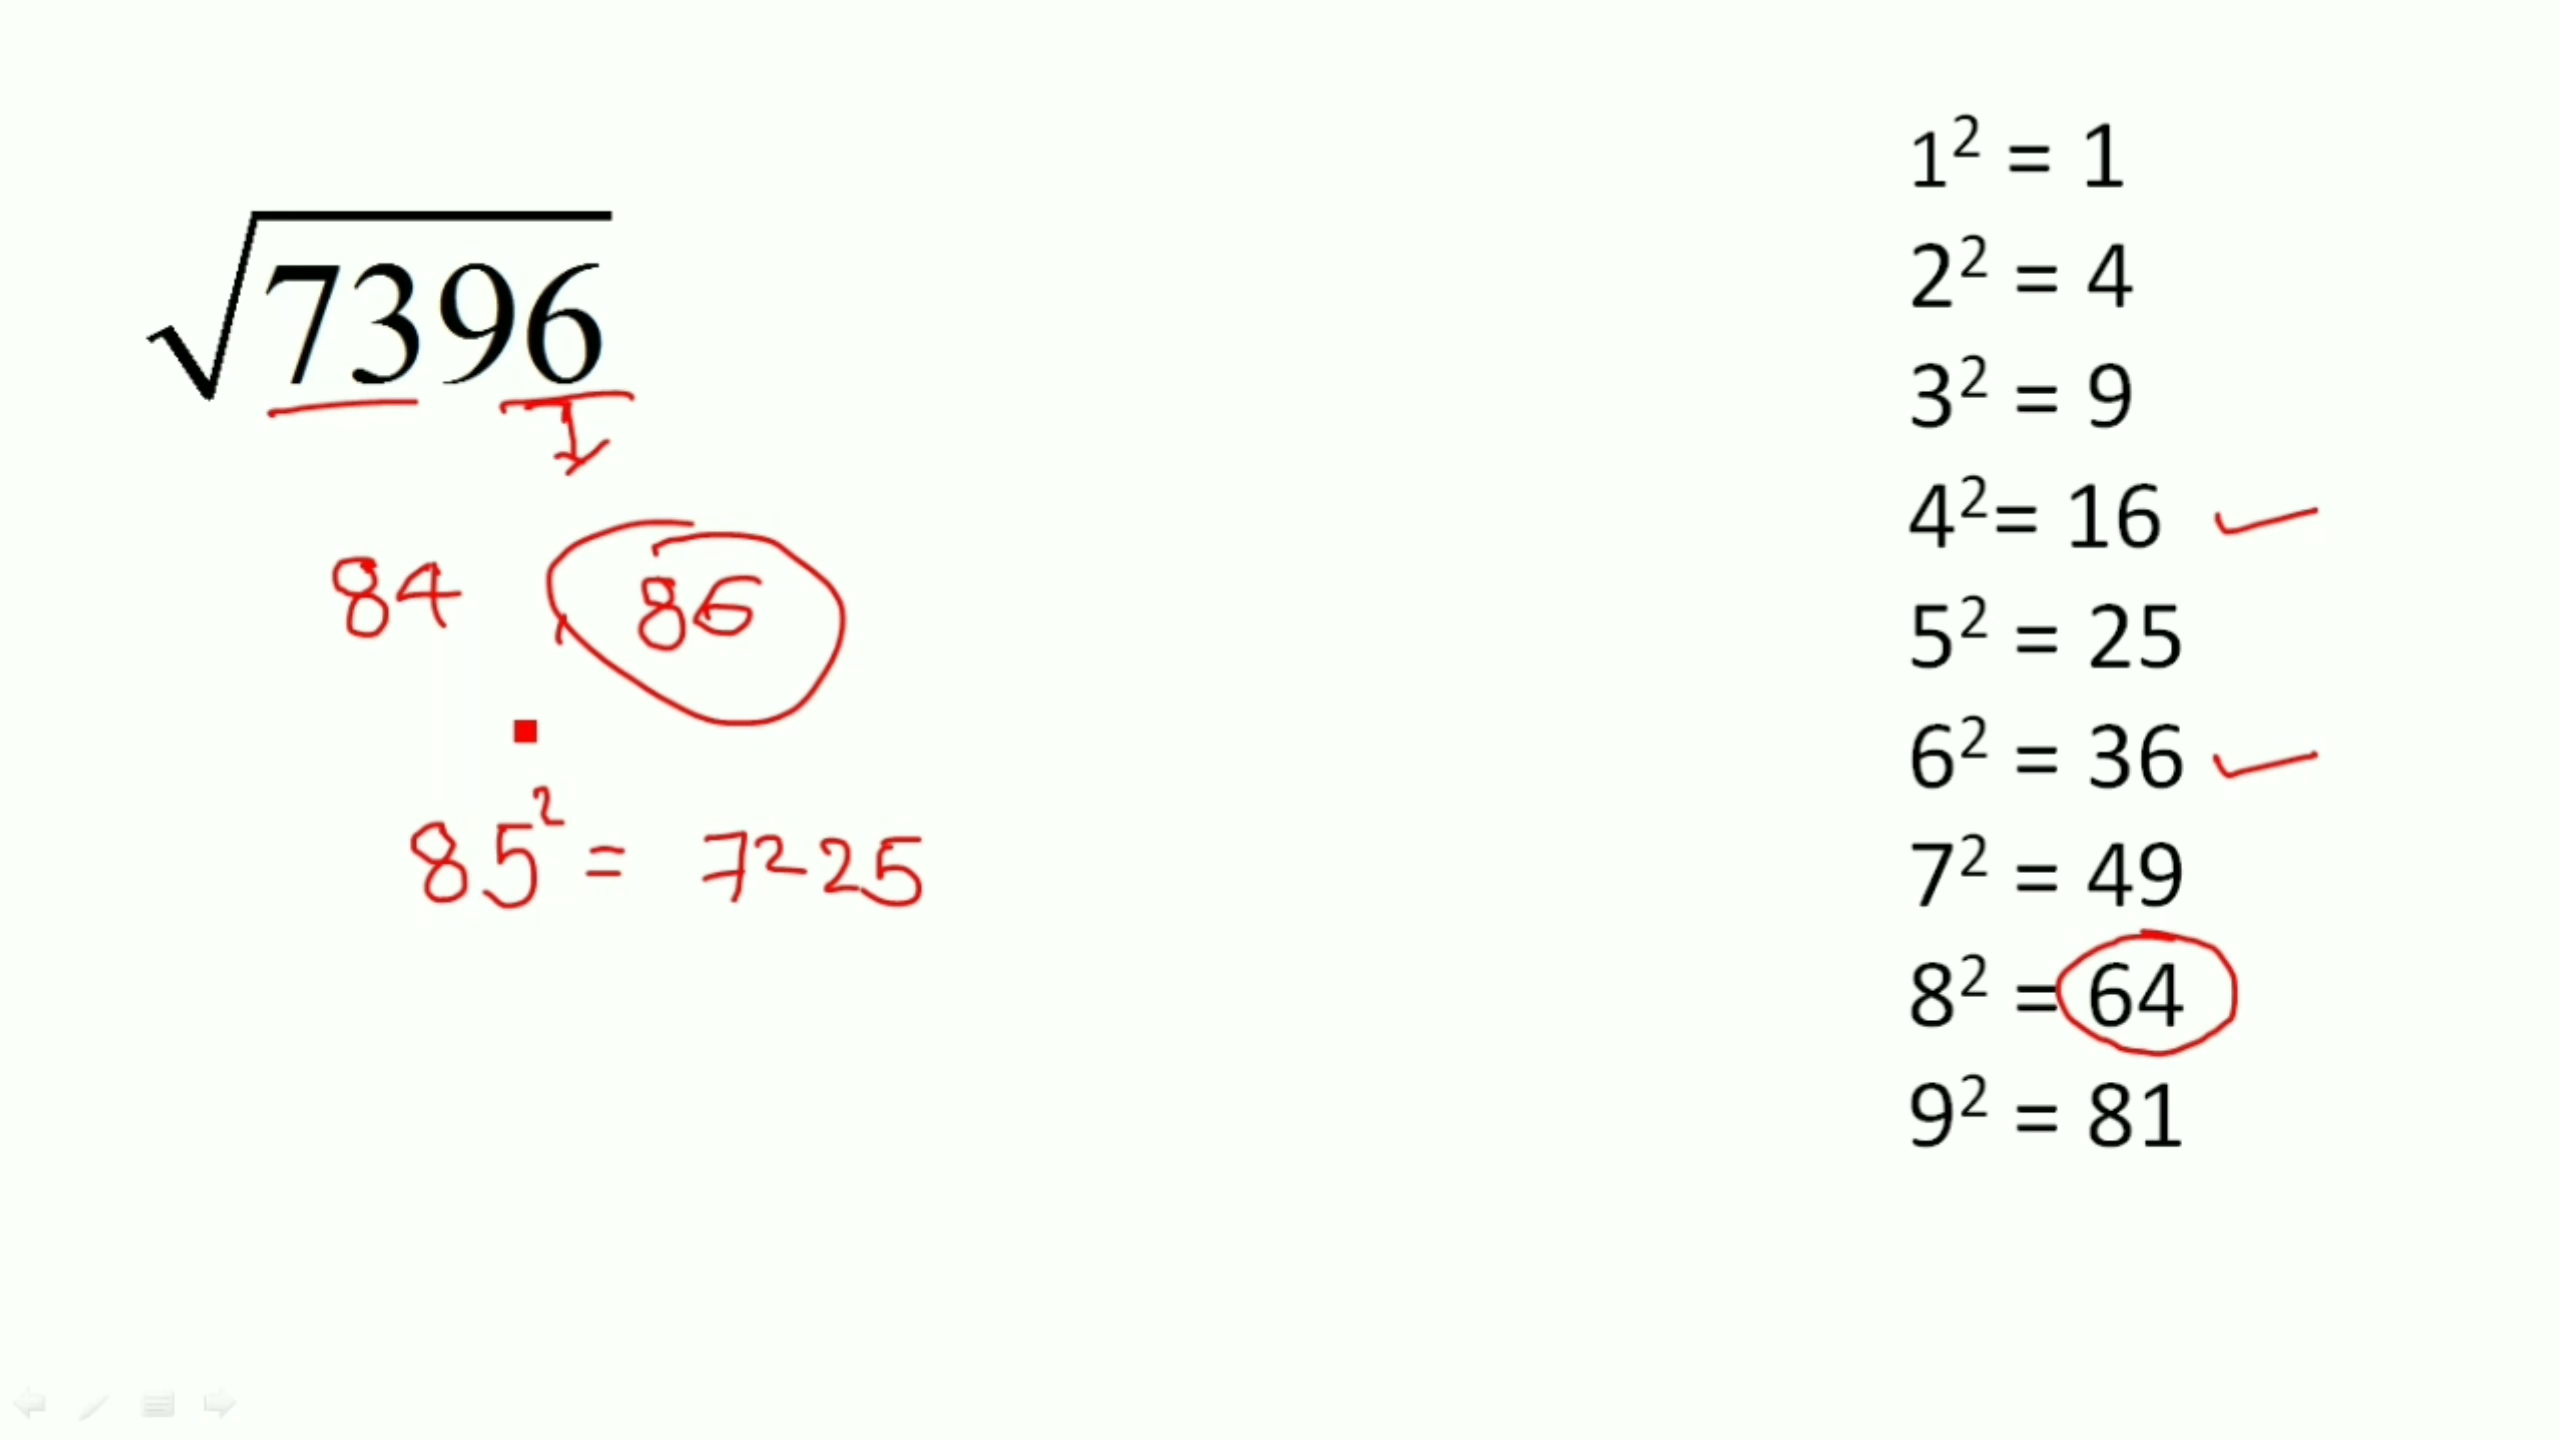 √7396
84, 86
85² = 7225
1² = 1
2² = 4
3² = 9
4² = 16
5² = 25
6² = 36
7² = 49
8² = 64
9² = 81